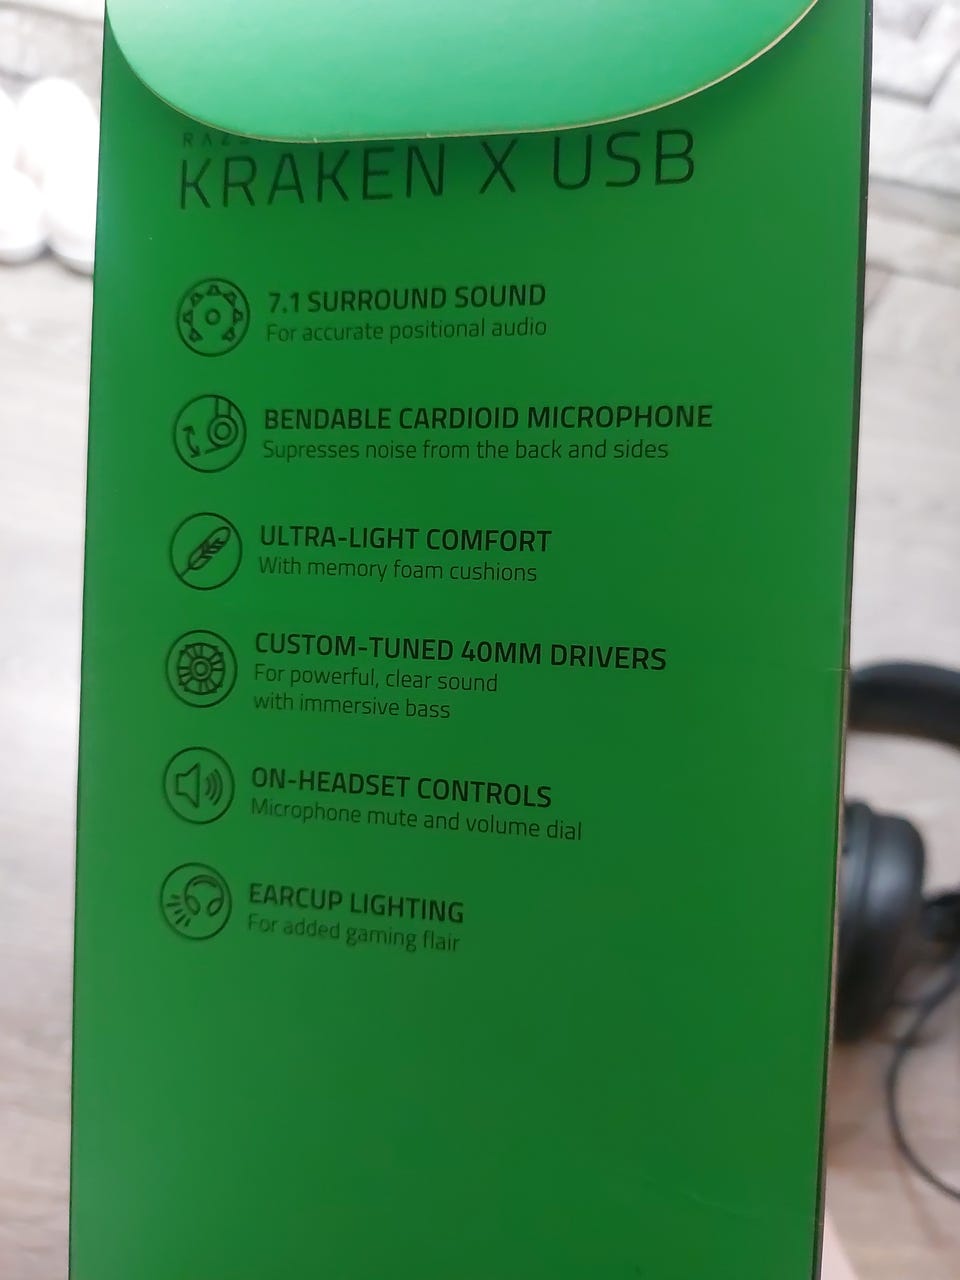 KRAKEN X USB
7.1 SURROUND SOUND
For accurate positional audio
BENDABLE CARDIOID MICROPHONE
Supresses noise from the back and sides
ULTRA-LIGHT COMFORT
With memory foam cushions
CUSTOM-TUNED 40MM DRIVERS
For powerful, clear sound
with immersive bass
ON-HEADSET CONTROLS
Microphone mute and volume dial
EARCUP LIGHTING
For added gaming flair